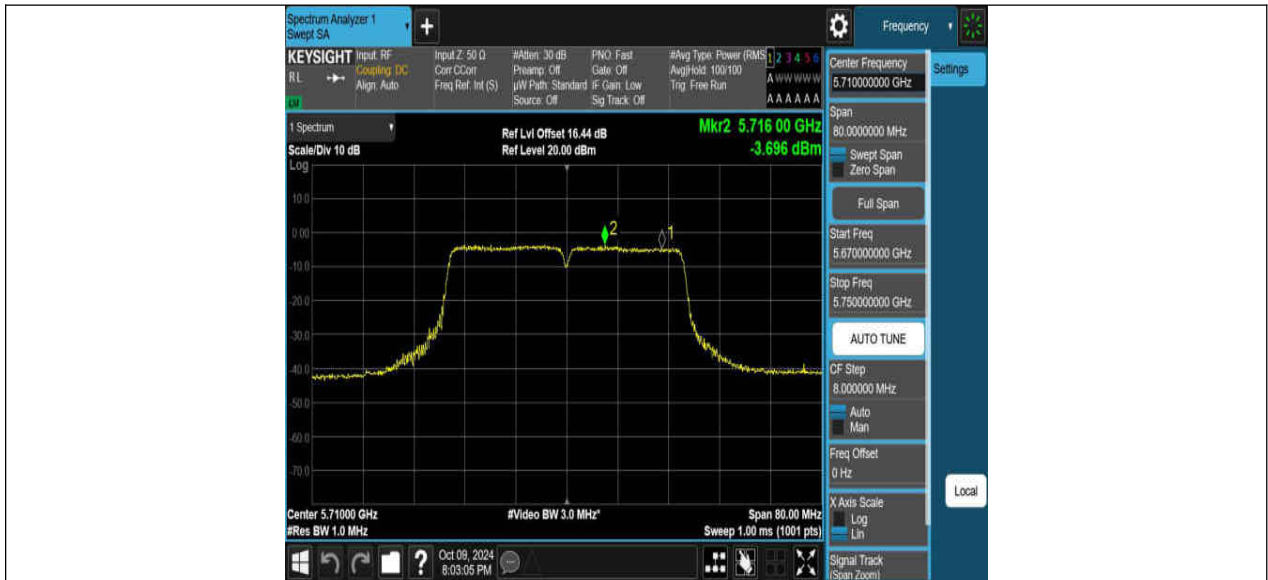 Spectrum Analyzer 1
Swept SA
+
Frequency
KEYSIGHT
RL
LM
Input: RF
Coupling: DC
Align: Auto
Input Z: 50 Ω
Corr CCorr
Freq Ref: Int (S)
#Atten: 30 dB
Preamp: Off
µW Path: Standard
Source: Off
PNO: Fast
Gate: Off
IF Gain: Low
Sig Track: Off
#Avg Type: Power (RMS
Avg|Hold: 100/100
Trig: Free Run
1 2 3 4 5 6
A W W W W W
A A A A A A
1 Spectrum
Scale/Div 10 dB
Log
Ref Lvl Offset 16.44 dB
Ref Level 20.00 dBm
Mkr2 5.716 00 GHz
-3.696 dBm
10.0
0.00
-10.0
-20.0
-30.0
-40.0
-50.0
-60.0
-70.0
2
1
Center 5.71000 GHz
#Res BW 1.0 MHz
#Video BW 3.0 MHz*
Span 80.00 MHz
Sweep 1.00 ms (1001 pts)
Center Frequency
5.710000000 GHz
Settings
Span
80.0000000 MHz
Swept Span
Zero Span
Full Span
Start Freq
5.670000000 GHz
Stop Freq
5.750000000 GHz
AUTO TUNE
CF Step
8.000000 MHz
Auto
Man
Freq Offset
0 Hz
X Axis Scale
Log
Lin
Signal Track
(Span Zoom)
Local
?
Oct 09, 2024
8:03:05 PM